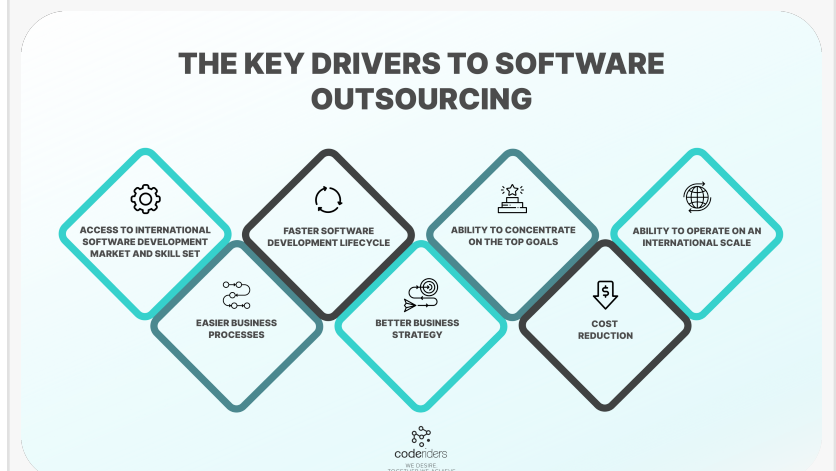 THE KEY DRIVERS TO SOFTWARE
OUTSOURCING
ACCESS TO INTERNATIONAL
SOFTWARE DEVELOPMENT
MARKET AND SKILL SET
FASTER SOFTWARE
DEVELOPMENT LIFECYCLE
ABILITY TO CONCENTRATE
ON THE TOP GOALS
ABILITY TO OPERATE ON AN
INTERNATIONAL SCALE
EASIER BUSINESS
PROCESSES
BETTER BUSINESS
STRATEGY
$
COST
REDUCTION
coderiders
WE DESIRE,